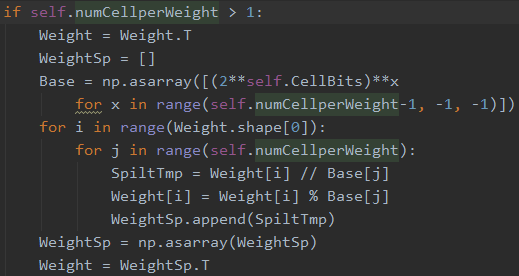 if self.numCellperWeight > 1:
    Weight = Weight.T
    WeightSp = []
    Base = np.asarray([(2**self.CellBits)**x
        for x in range(self.numCellperWeight-1, -1, -1)])
    for i in range(Weight.shape[0]):
        for j in range(self.numCellperWeight):
            SpiltTmp = Weight[i] // Base[j]
            Weight[i] = Weight[i] % Base[j]
            WeightSp.append(SpiltTmp)
    WeightSp = np.asarray(WeightSp)
    Weight = WeightSp.T